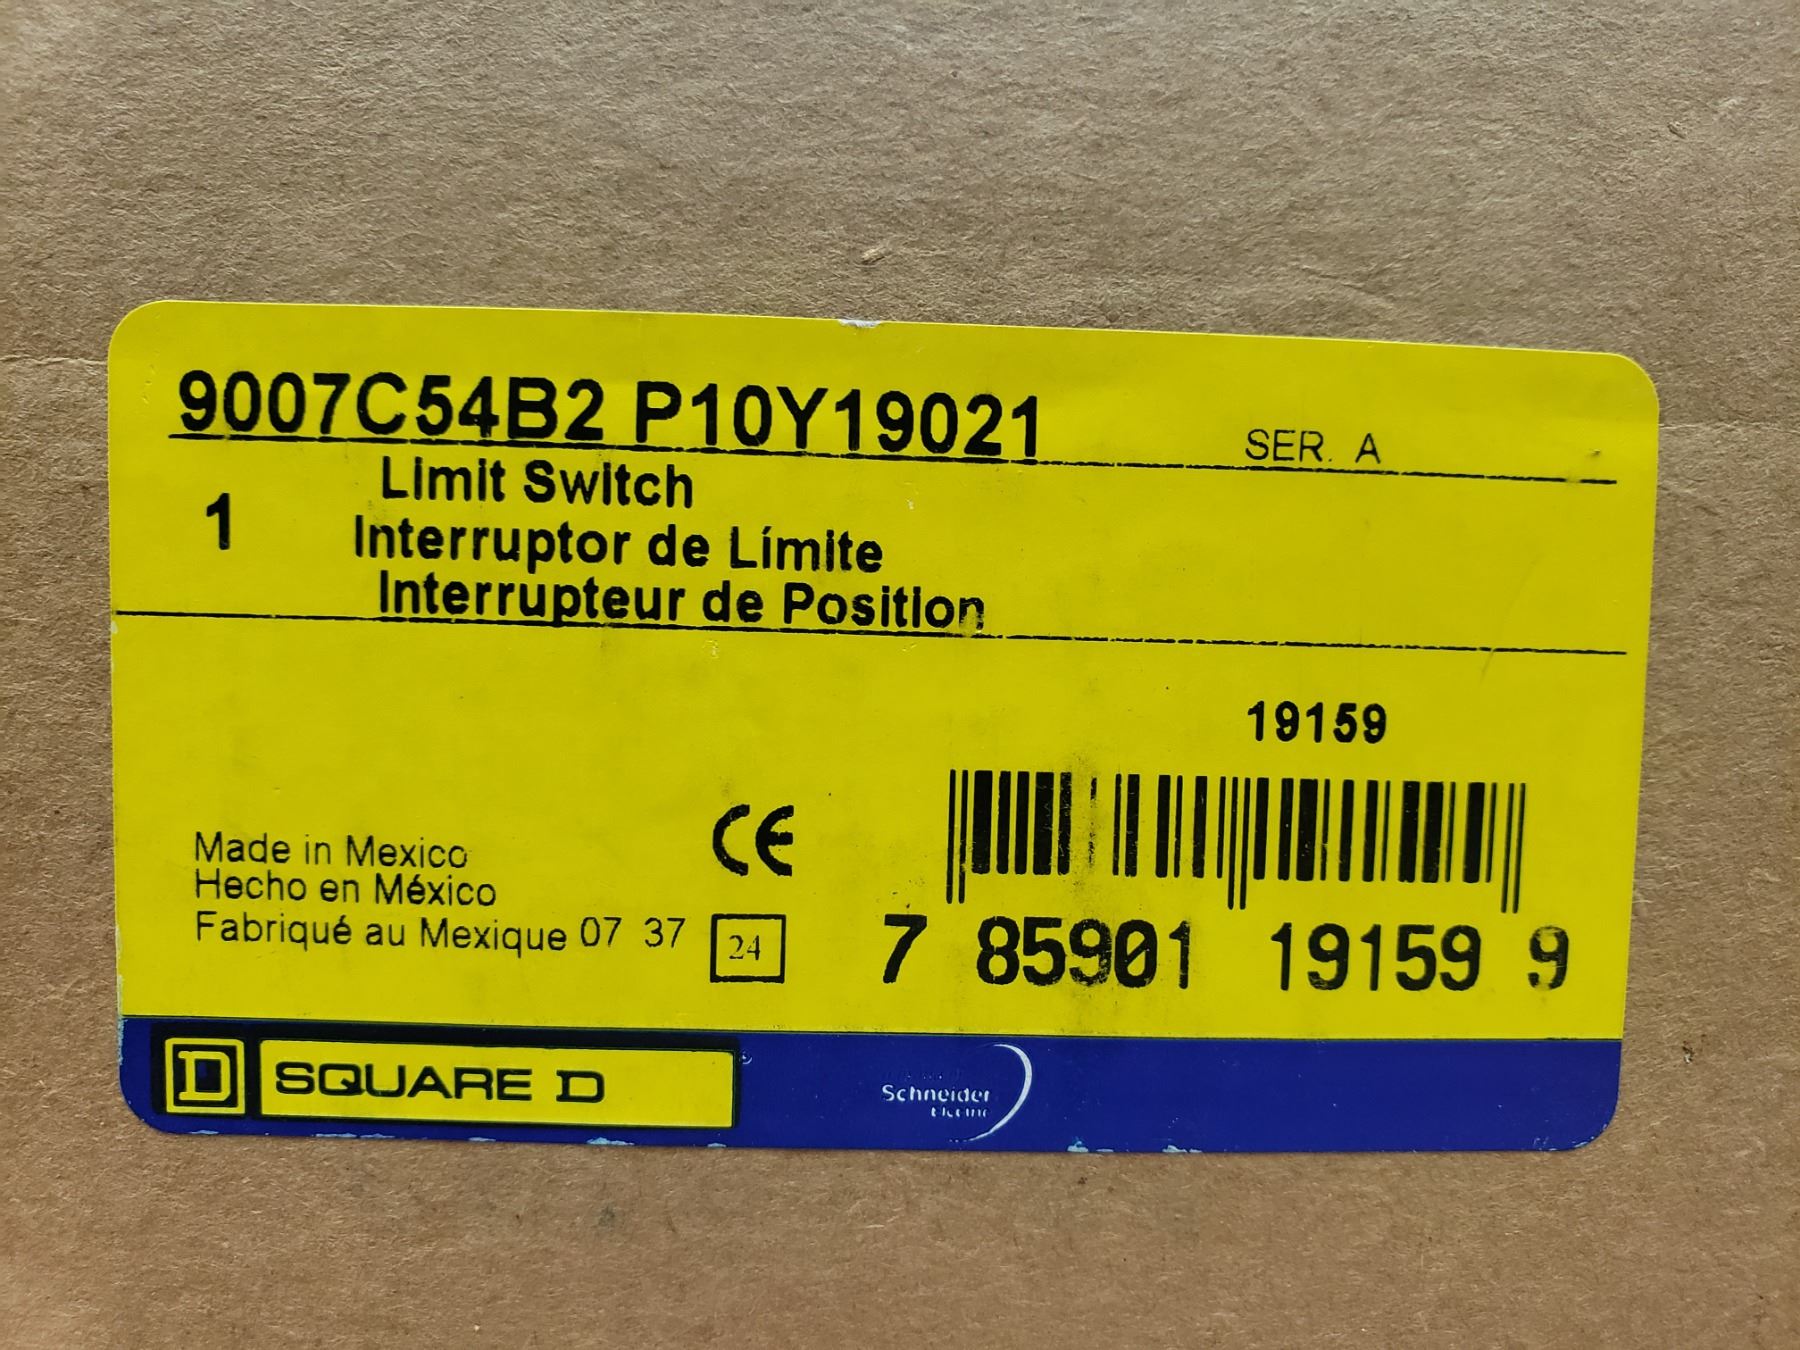 9007C54B2 P10Y19021 SER. A
1 Limit Switch
Interruptor de Límite
Interrupteur de Position
19159
Made in Mexico
Hecho en México
Fabriqué au Mexique 07 37
CE
24
7 85901 19159 9
D SQUARE D
Schneider
Electric